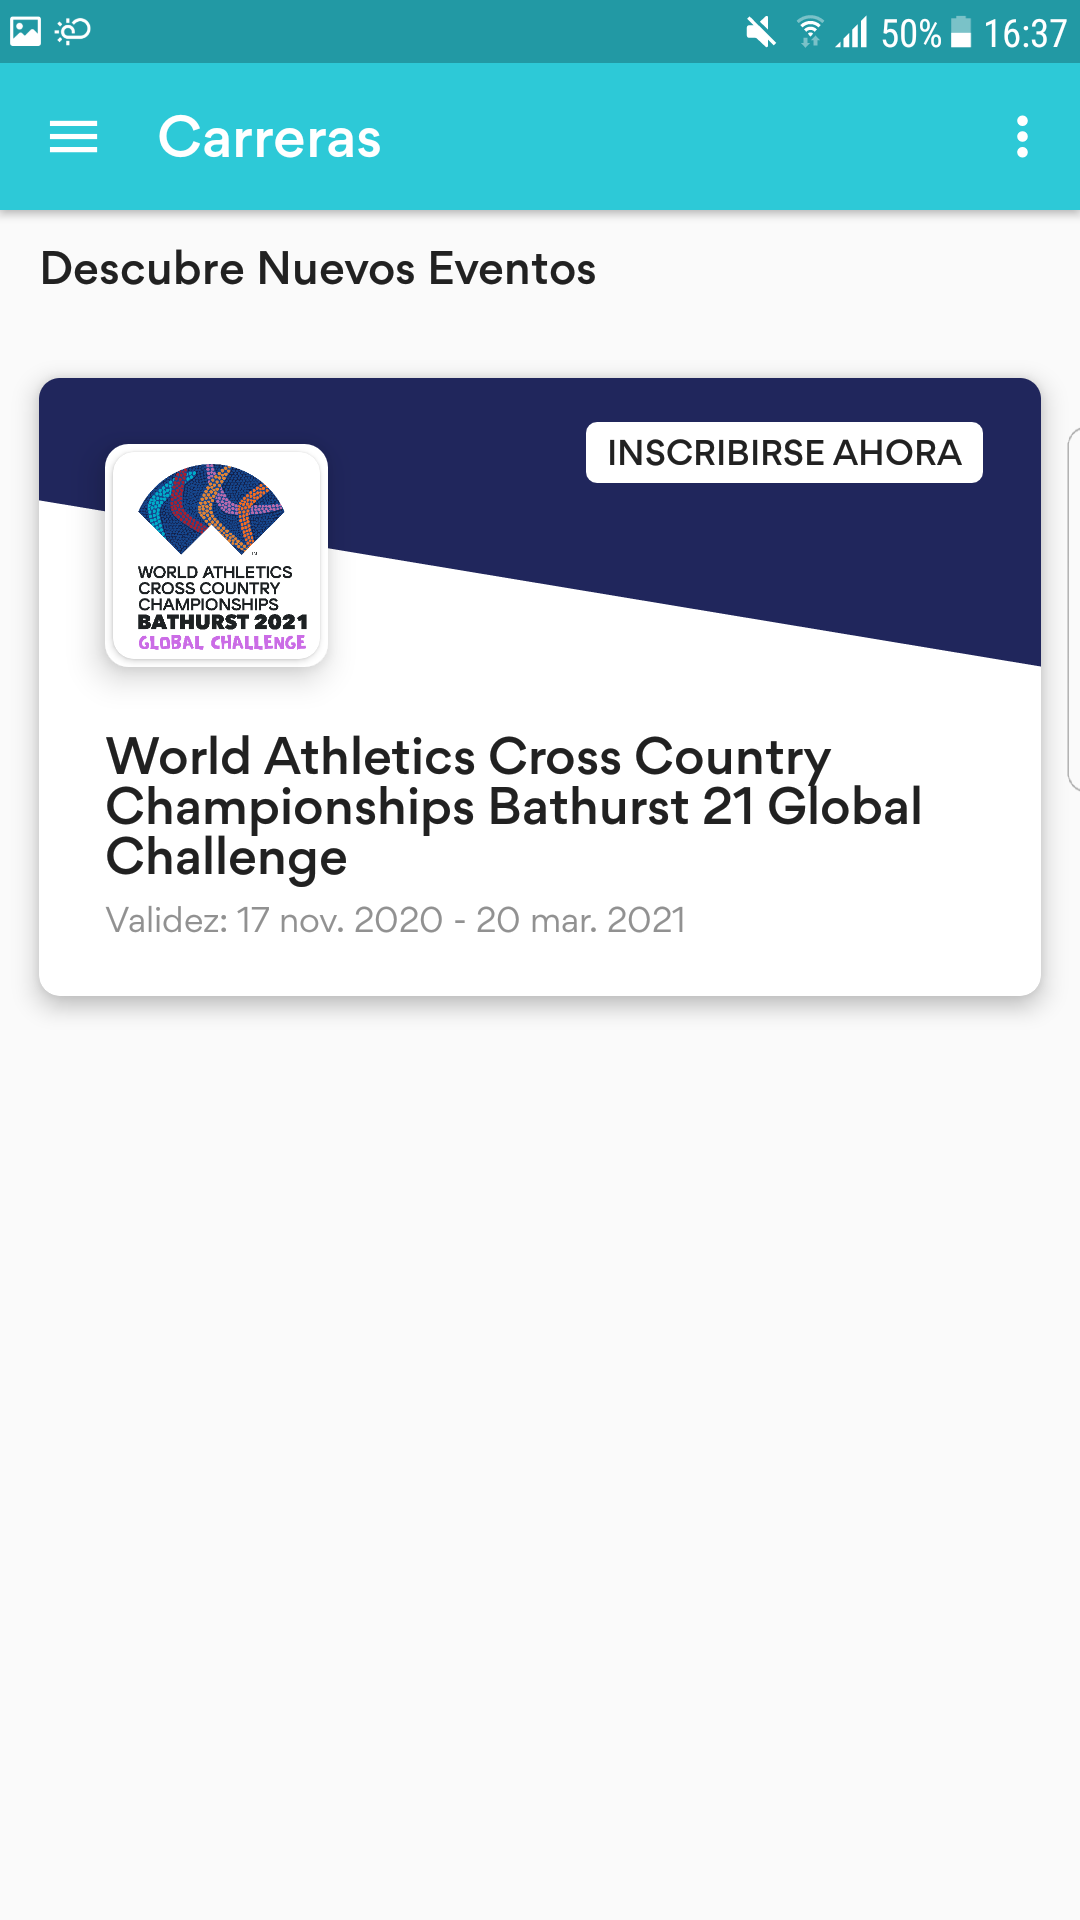 50% 16:37
Carreras
Descubre Nuevos Eventos
INSCRIBIRSE AHORA
WORLD ATHLETICS
CROSS COUNTRY
CHAMPIONSHIPS
BATHURST 2021
GLOBAL CHALLENGE
World Athletics Cross Country
Championships Bathurst 21 Global
Challenge
Validez: 17 nov. 2020 - 20 mar. 2021